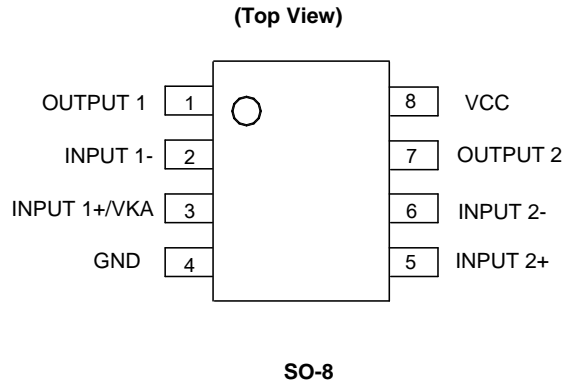 (Top View)
OUTPUT 1 1 8 VCC
INPUT 1- 2 7 OUTPUT 2
INPUT 1+/VKA 3 6 INPUT 2-
GND 4 5 INPUT 2+
SO-8